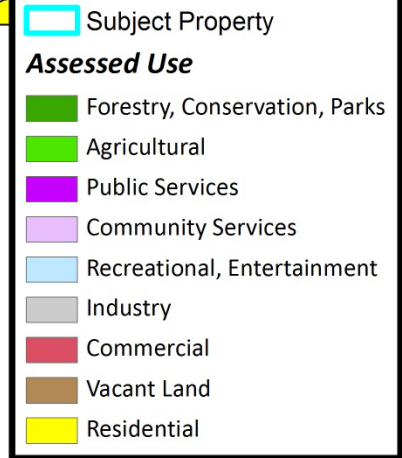 Subject Property
Assessed Use
Forestry, Conservation, Parks
Agricultural
Public Services
Community Services
Recreational, Entertainment
Industry
Commercial
Vacant Land
Residential